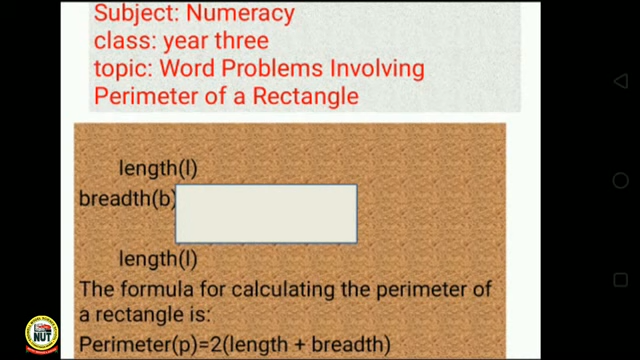 Subject: Numeracy
class: year three
topic: Word Problems Involving
Perimeter of a Rectangle
length(l)
breadth(b)
length(l)
The formula for calculating the perimeter of
a rectangle is:
Perimeter(p)=2(length + breadth)
NUT